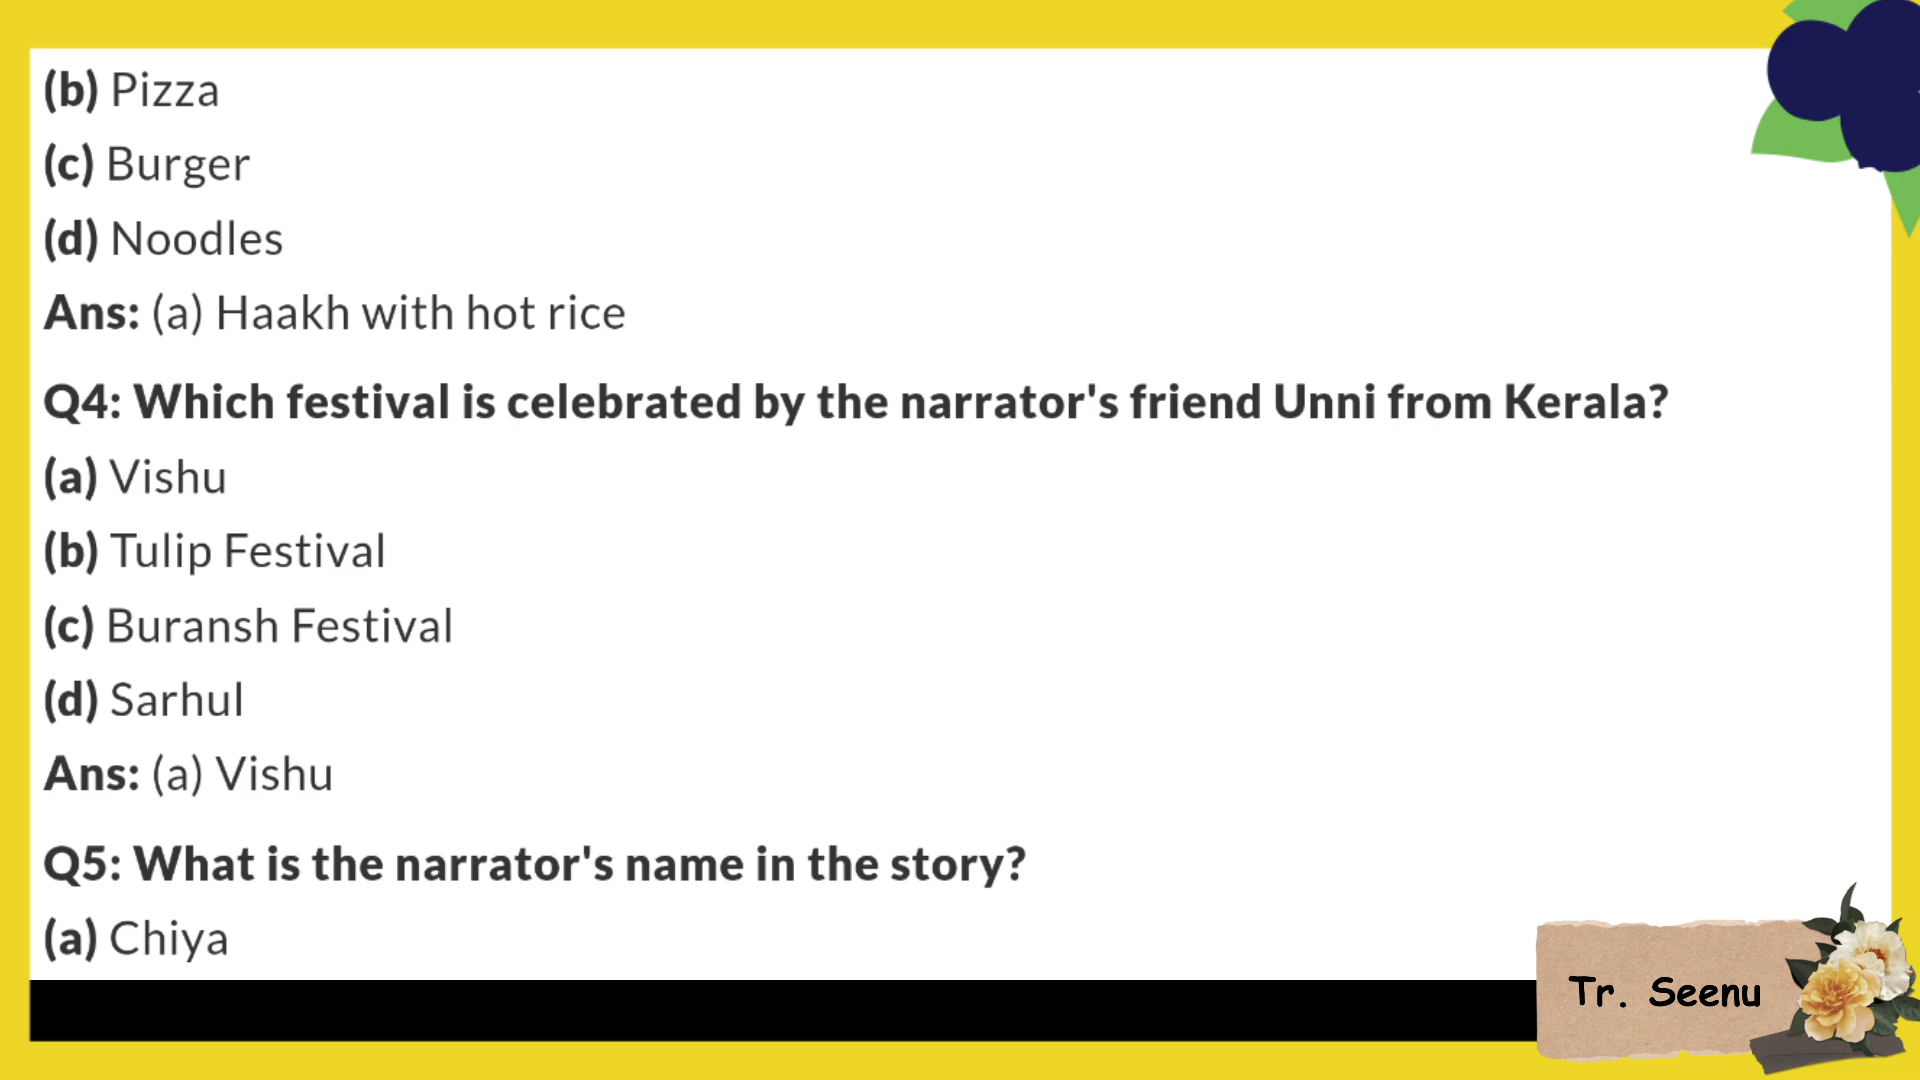 (b) Pizza
(c) Burger
(d) Noodles
Ans: (a) Haakh with hot rice
Q4: Which festival is celebrated by the narrator's friend Unni from Kerala?
(a) Vishu
(b) Tulip Festival
(c) Buransh Festival
(d) Sarhul
Ans: (a) Vishu
Q5: What is the narrator's name in the story?
(a) Chiya
Tr. Seenu